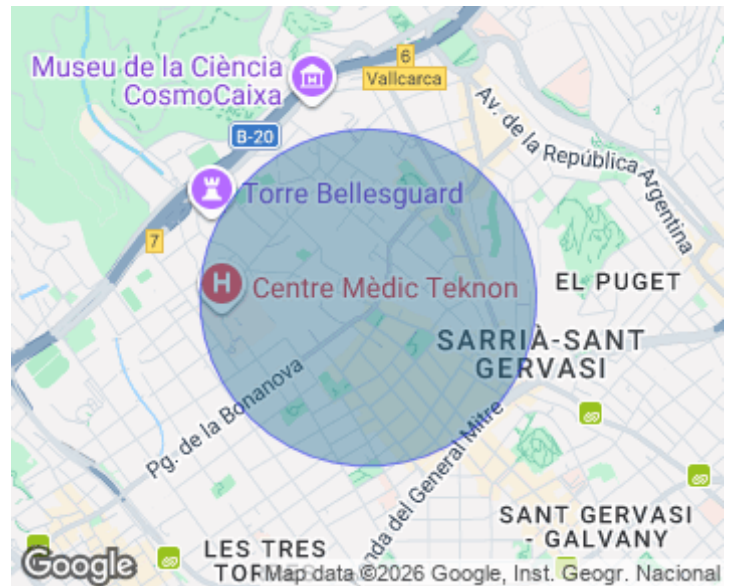 Museu de la Ciència
CosmoCaixa
6
Vallcarca
B-20
Av. de la República Argentina
Torre Bellesguard
7
H
Centre Mèdic Teknon
EL PUGET
SARRIÀ-SANT
GERVASI
Pg. de la Bonanova
nda del General Mitre
SANT GERVASI
- GALVANY
LES TRES
TOR
Google
Map data ©2026 Google, Inst. Geogr. Nacional